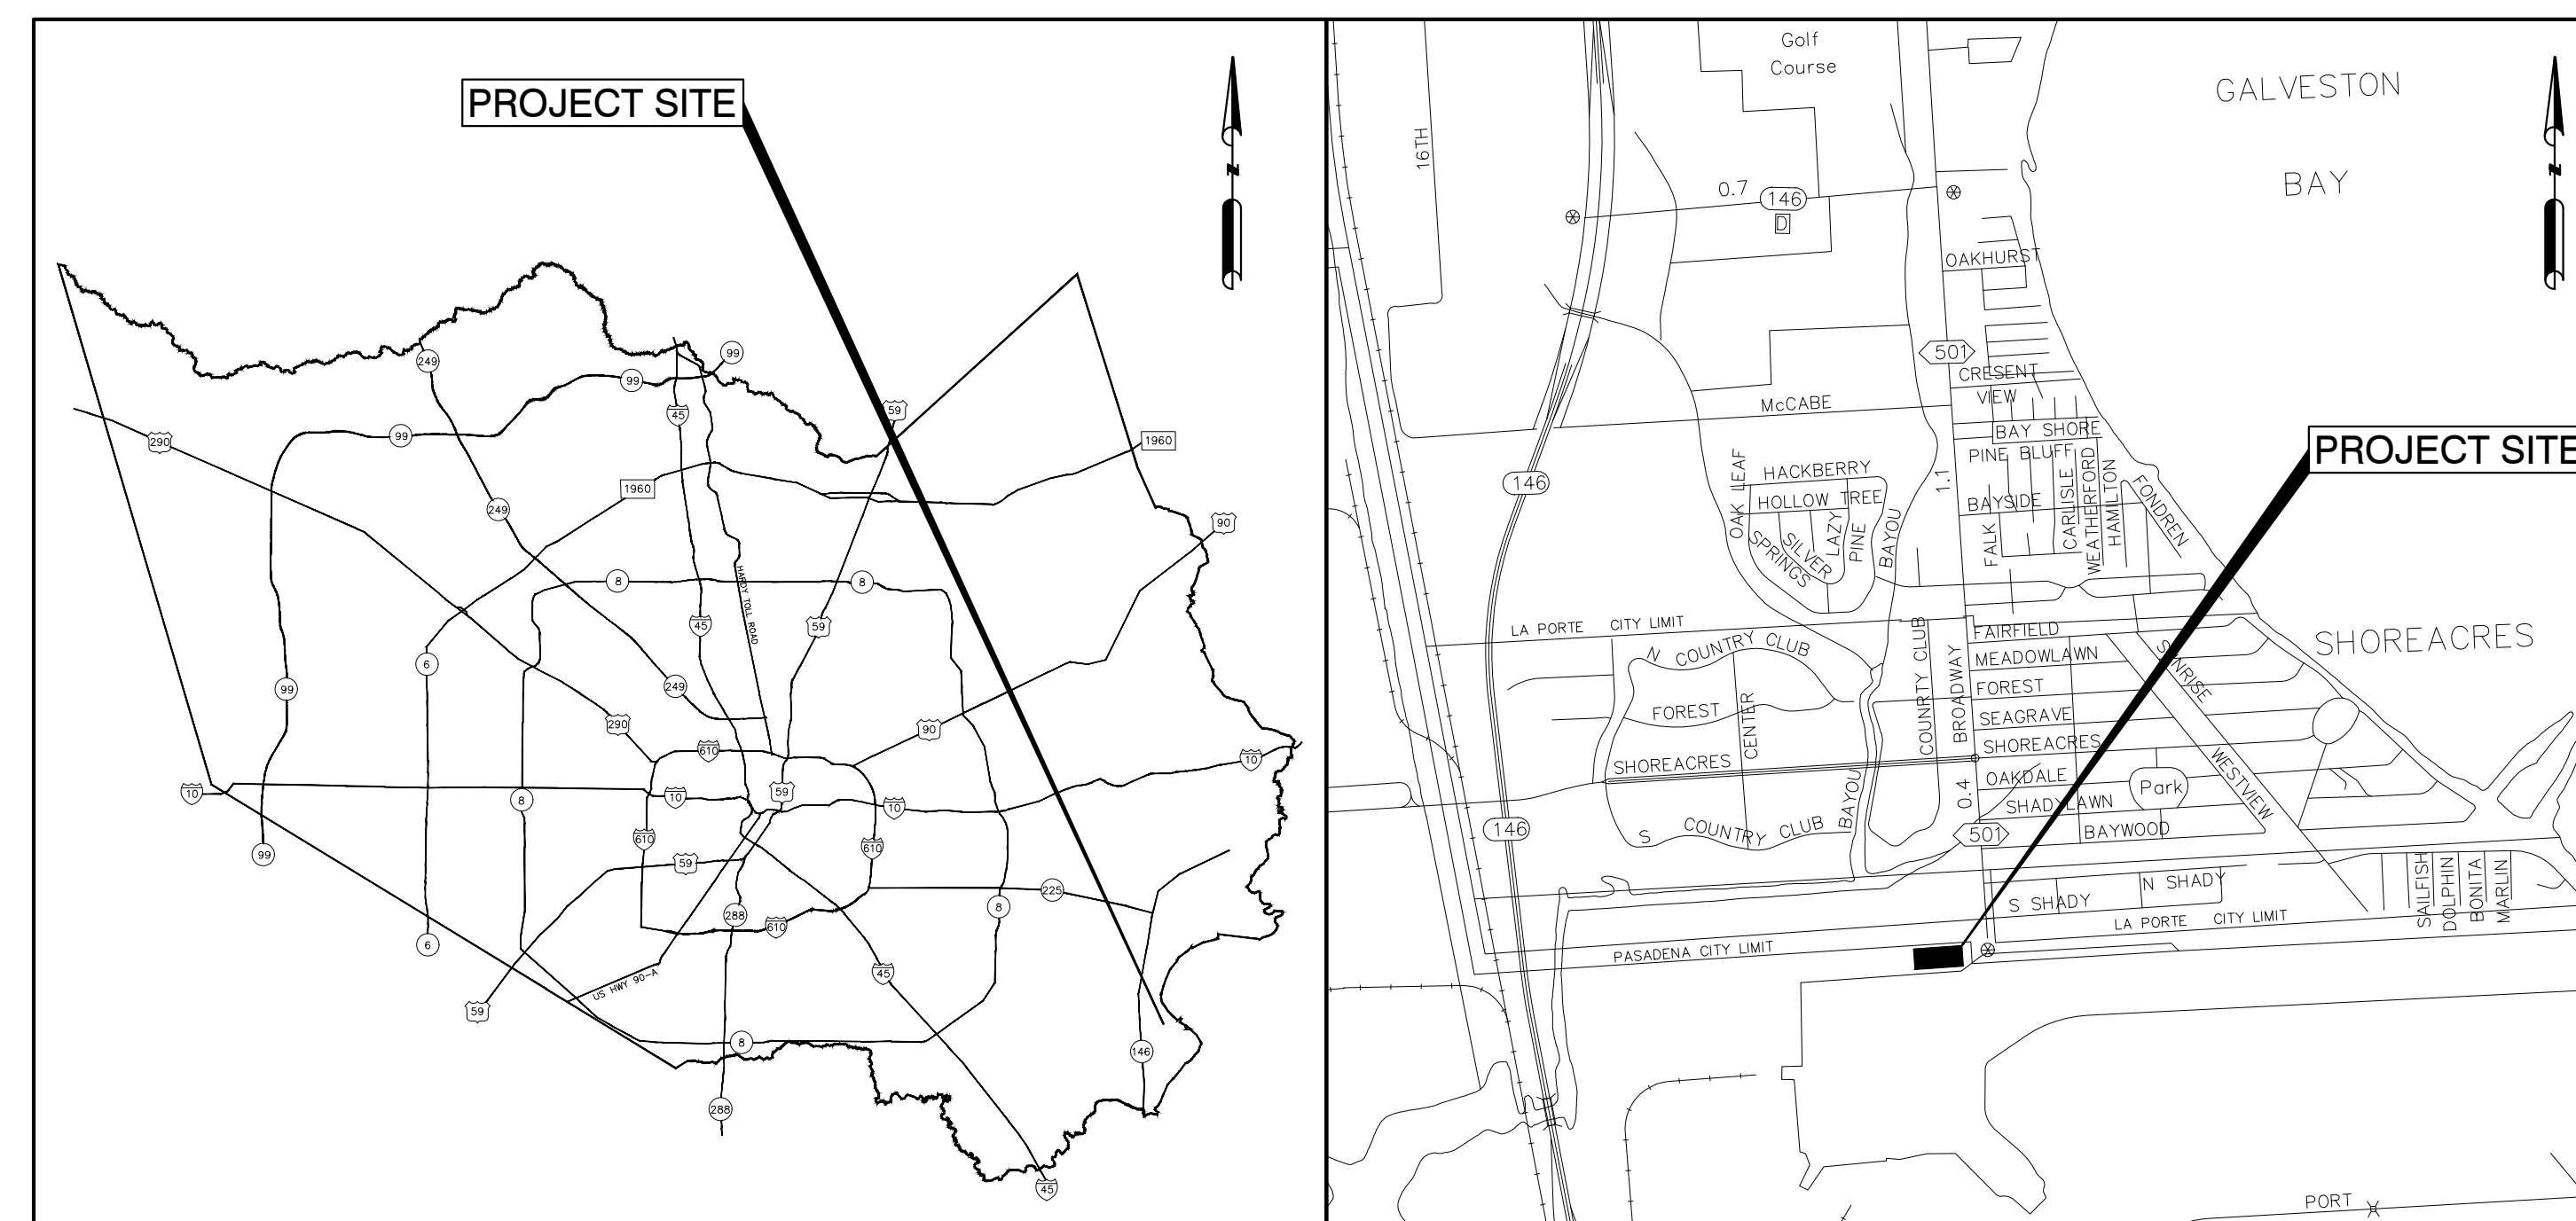 PROJECT SITE
N
249
99
99
45
59
290
99
1960
1960
249
90
8
8
HARDY TOLL ROAD
45
59
6
99
249
290
90
610
10
10
59
10
10
8
610
610
99
59
225
288
8
610
6
45
US HWY 90-A
59
8
146
288
45
Golf
Course
GALVESTON
BAY
N
16TH
0.7
146
D
OAKHURST
501
CRESENT
VIEW
McCABE
BAY SHORE
PROJECT SITE
PINE BLUFF
HACKBERRY
HOLLOW TREE
OAK LEAF
1.1
146
BAYSIDE
CARLISLE
WEATHERFORD
HAMILTON
FONDREN
FALK
SPRINGS
SILVER
LAZY
PINE
BAYOU
LA PORTE CITY LIMIT
FAIRFIELD
SHOREACRES
N COUNTRY CLUB
MEADOWLAWN
SUNRISE
COUNRTY CLUB
BROADWAY
FOREST
FOREST
CENTER
SEAGRAVE
SHOREACRES
SHOREACRES
WESTVIEW
OAKDALE
Park
0.4
SHADYLAWN
BAYOU
146
S COUNTRY CLUB
501
BAYWOOD
N SHADY
S SHADY
SAILFISH
DOLPHIN
BONITA
MARLIN
LA PORTE CITY LIMIT
PASADENA CITY LIMIT
PORT